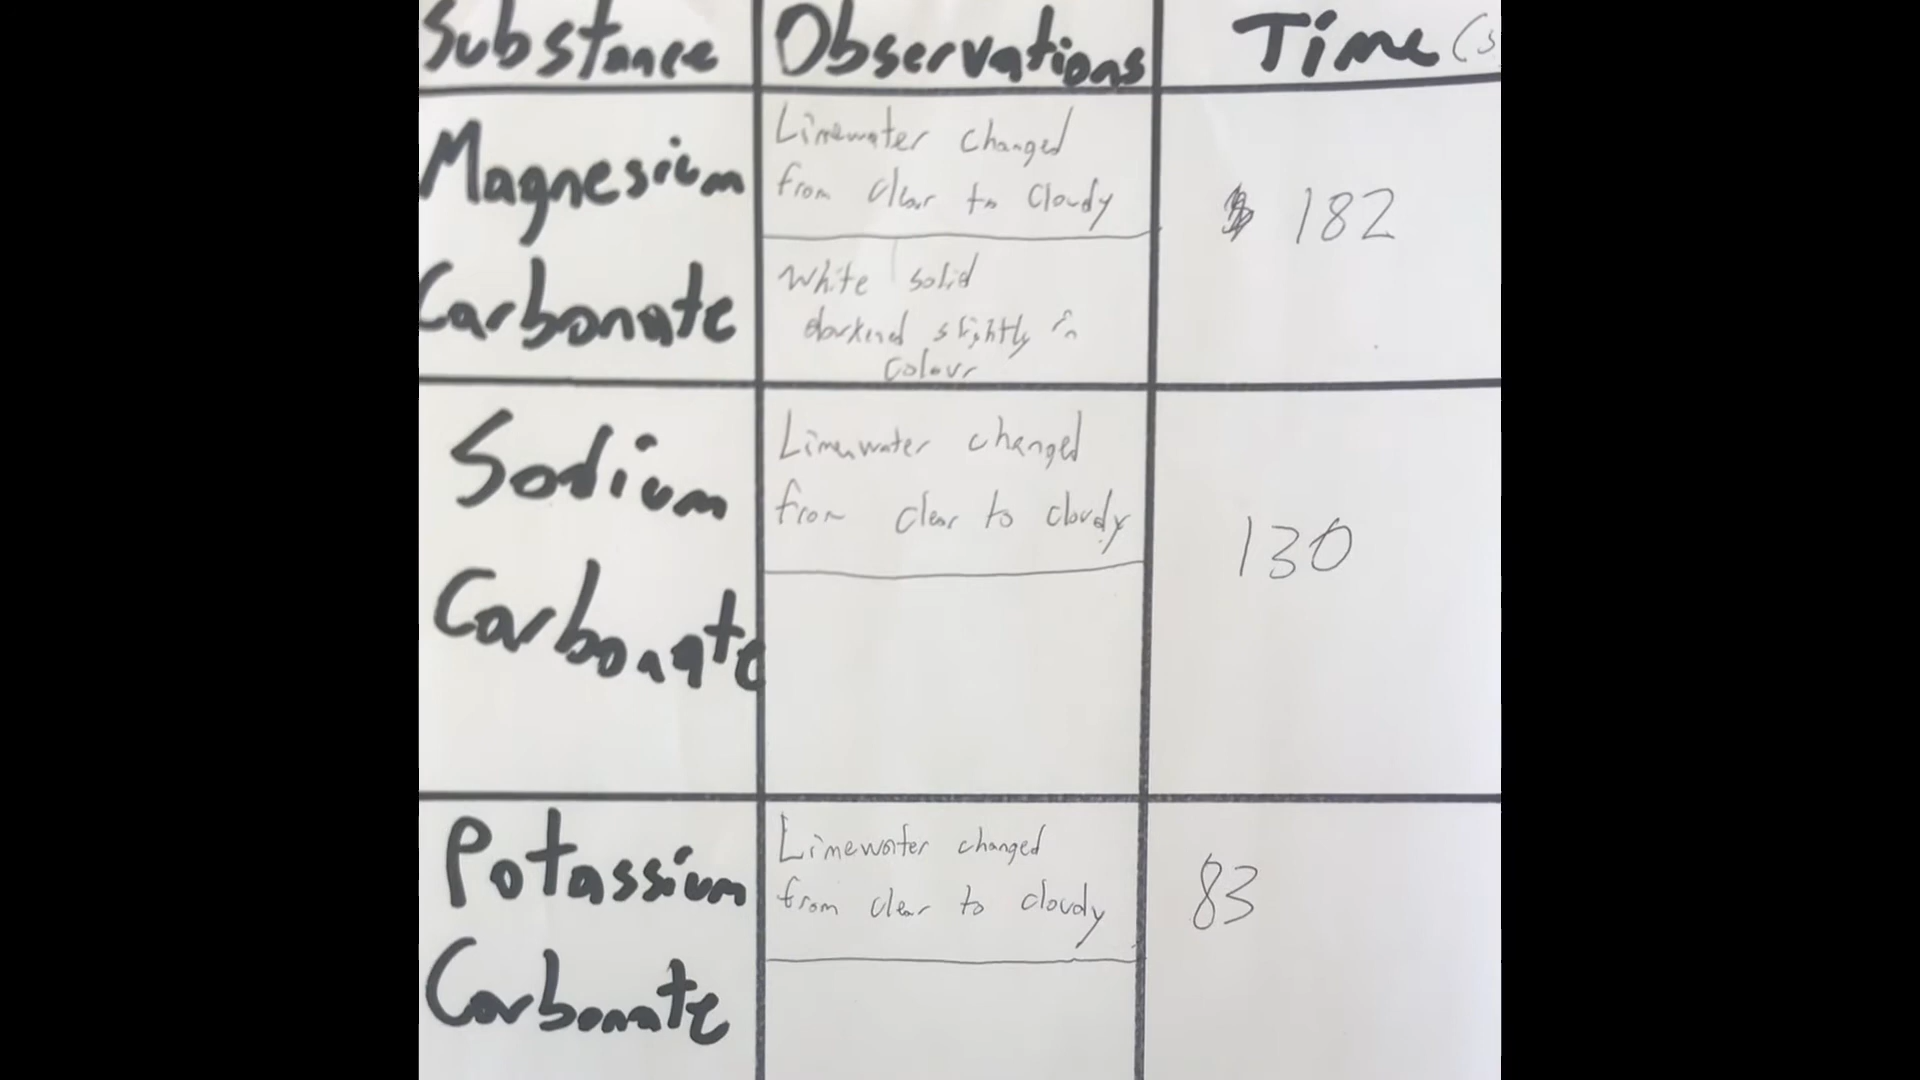 Substance Observations Time (s
Magnesium
Carbonate
Limewater changed
from clear to cloudy
White solid
darkened slightly in
colour
182
Sodium
Carbonate
Limewater changed
from clear to cloudy
130
Potassium
Carbonate
Limewater changed
from clear to cloudy
83